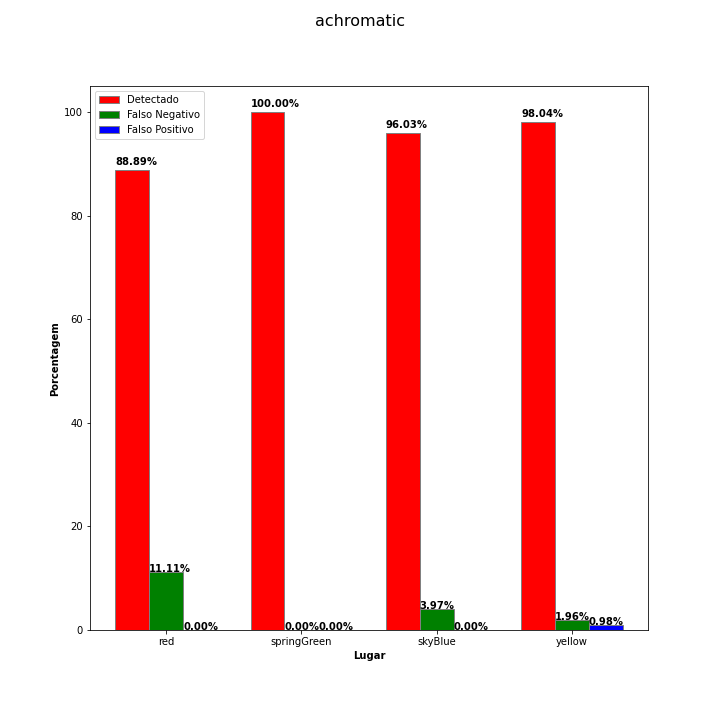 achromatic
Detectado
Falso Negativo
Falso Positivo
100.00%
98.04%
96.03%
88.89%
11.11%
0.00%
0.00%
0.00%
3.97%
0.00%
1.96%
0.98%
100
80
60
40
20
0
Porcentagem
red
springGreen
skyBlue
yellow
Lugar